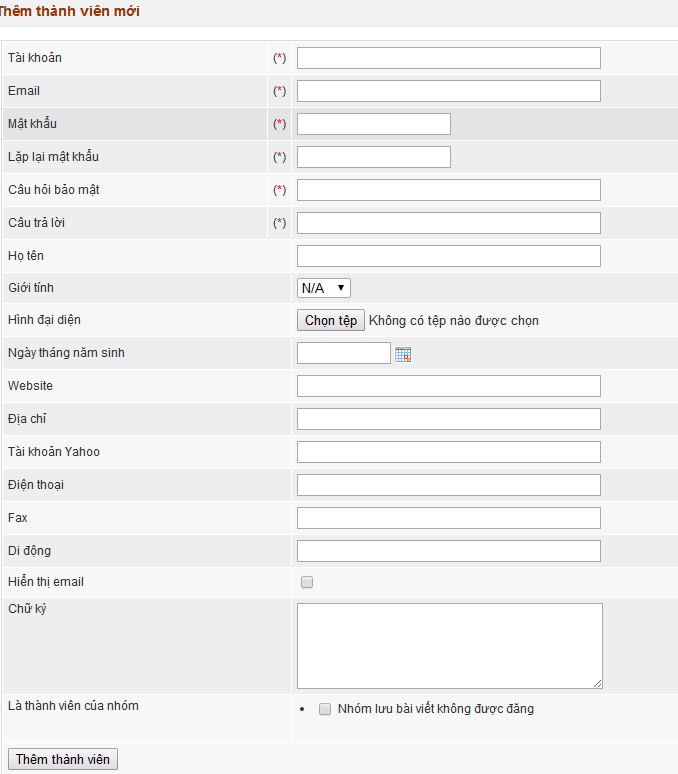 Thêm thành viên mới
Tài khoản (*)
Email (*)
Mật khẩu (*)
Lặp lại mật khẩu (*)
Câu hỏi bảo mật (*)
Câu trả lời (*)
Họ tên
Giới tính N/A
Hình đại diện Chọn tệp Không có tệp nào được chọn
Ngày tháng năm sinh
Website
Địa chỉ
Tài khoản Yahoo
Điện thoại
Fax
Di động
Hiển thị email
Chữ ký
Là thành viên của nhóm • Nhóm lưu bài viết không được đăng
Thêm thành viên